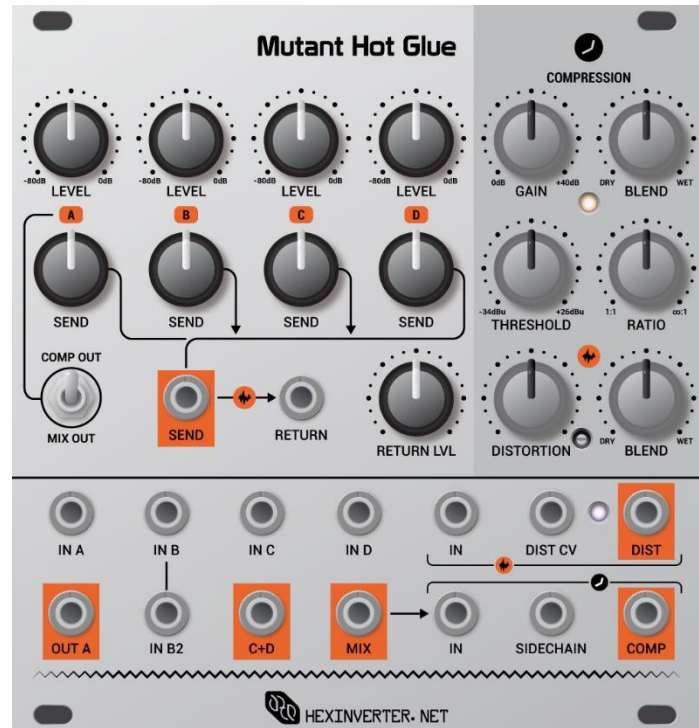 Mutant Hot Glue
COMPRESSION
-80dB 0dB -80dB 0dB -80dB 0dB -80dB 0dB 0dB +40dB DRY WET
LEVEL LEVEL LEVEL LEVEL GAIN BLEND
A B C D
-34dBu +26dBu 1:1 ∞:1
SEND SEND SEND SEND THRESHOLD RATIO
COMP OUT
MIX OUT SEND RETURN RETURN LVL DISTORTION DRY BLEND WET
IN A IN B IN C IN D IN DIST CV DIST
OUT A IN B2 C+D MIX IN SIDECHAIN COMP
HEXINVERTER.NET